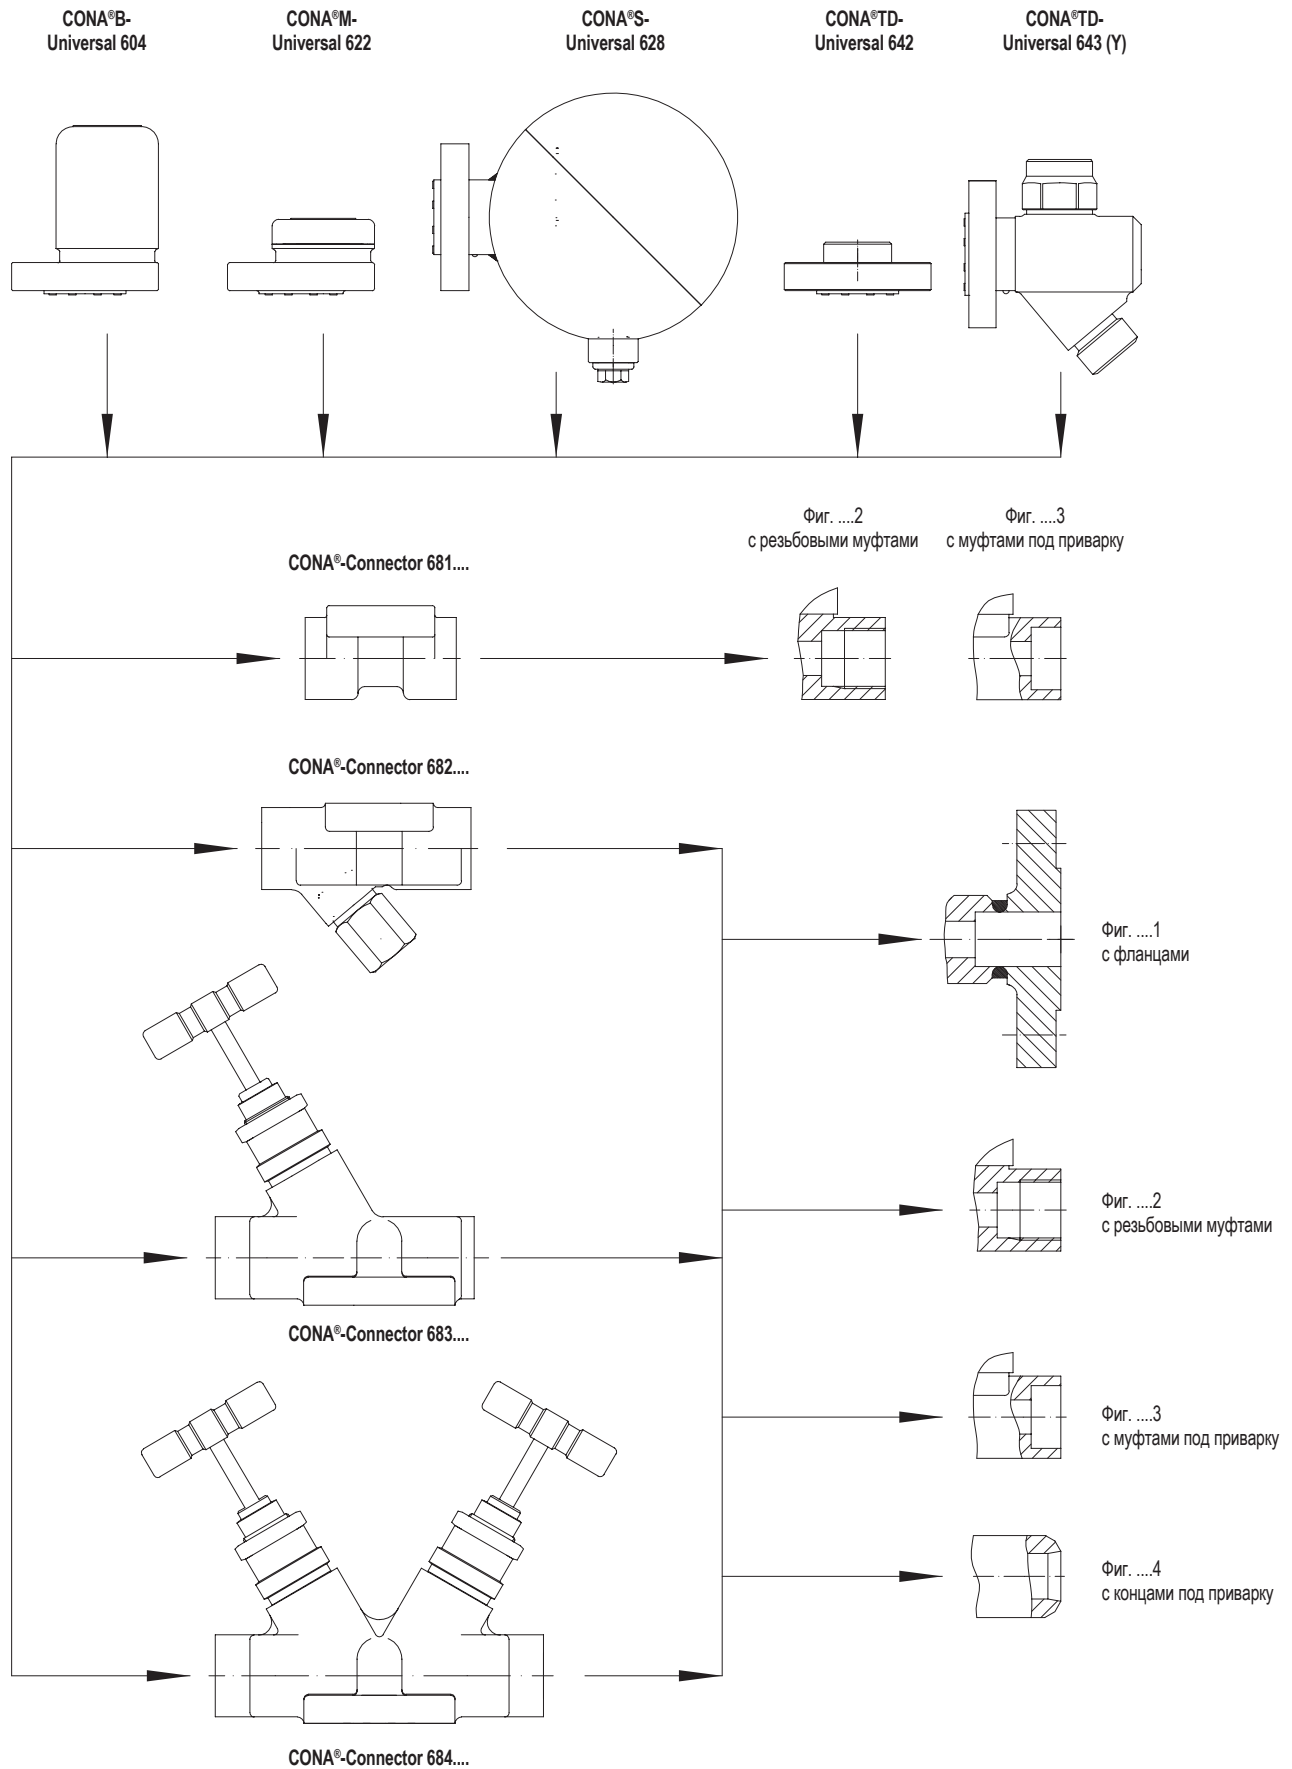 CONA®B-
Universal 604
CONA®M-
Universal 622
CONA®S-
Universal 628
CONA®TD-
Universal 642
CONA®TD-
Universal 643 (Y)
Фиг. ....2
с резьбовыми муфтами
Фиг. ....3
с муфтами под приварку
CONA®-Connector 681....
CONA®-Connector 682....
Фиг. ....1
с фланцами
Фиг. ....2
с резьбовыми муфтами
CONA®-Connector 683....
Фиг. ....3
с муфтами под приварку
Фиг. ....4
с концами под приварку
CONA®-Connector 684....